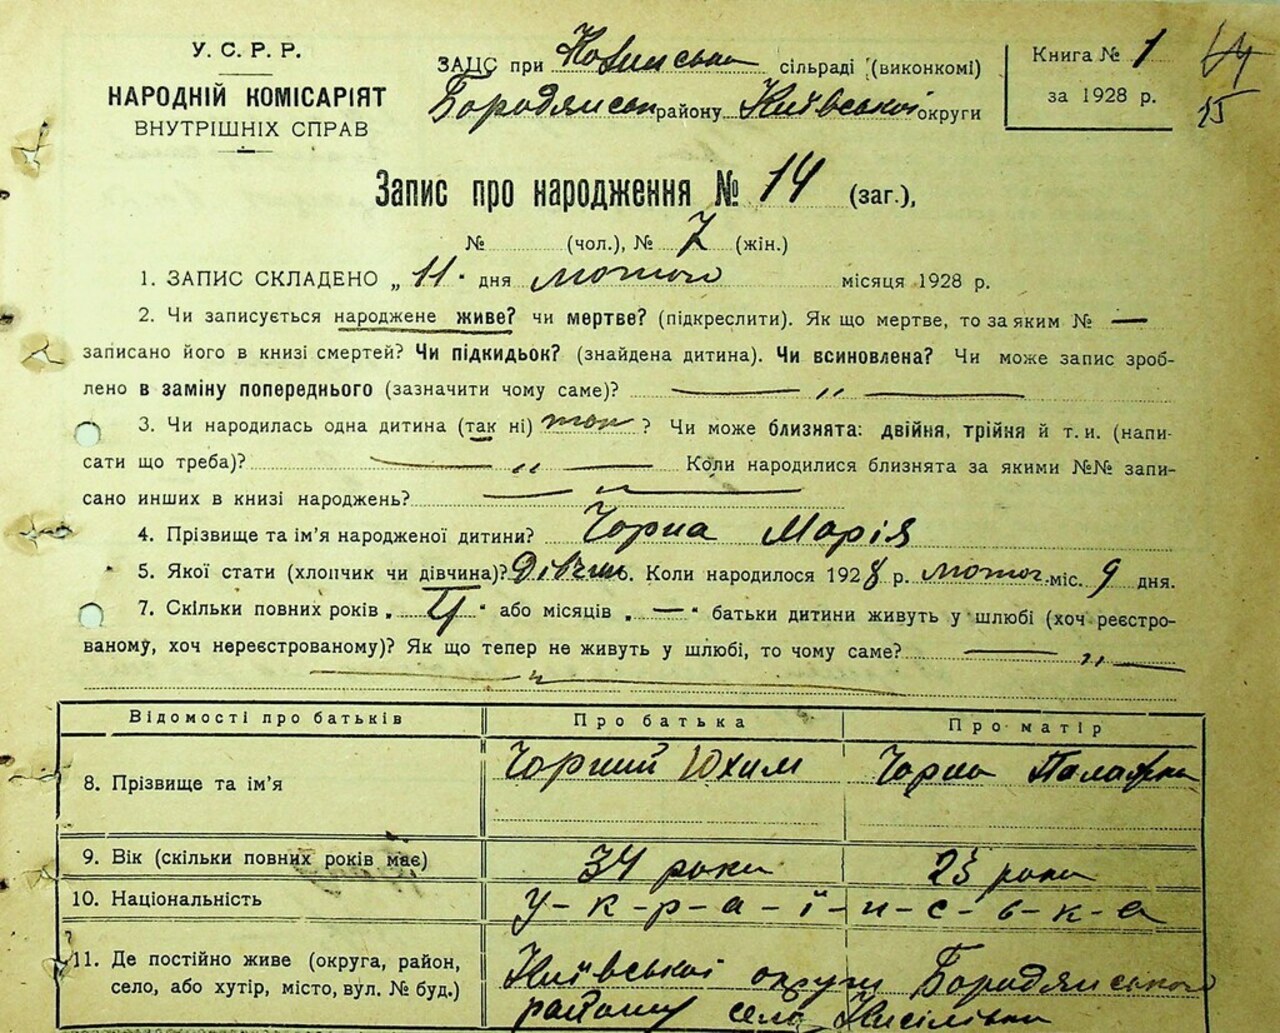 У. С. Р. Р.
НАРОДНІЙ КОМІСАРІЯТ
ВНУТРІШНІХ СПРАВ
ЗАЦС при сільраді (виконкомі)
Бородянськ району Київської округи
Книга № 1
за 1928 р.
14
15
Запис про народження № 14 (заг.),
№ (чол.), № 7 (жін.)
1. ЗАПИС СКЛАДЕНО „ 11 " дня лютого місяця 1928 р.
2. Чи записується народжене живе? чи мертве? (підкреслити). Як що мертве, то за яким № —
записано його в книзі смертей? Чи підкидьок? (знайдена дитина). Чи всиновлена? Чи може запис зроб-
лено в заміну попереднього (зазначити чому саме)? — „ —
3. Чи народилась одна дитина (так ні) так ? Чи може близнята: двійня, трійня й т. и. (напи-
сати що треба)? — „ — Коли народилися близнята за якими №№ запи-
сано инших в книзі народжень? — „ —
4. Прізвище та ім'я народженої дитини? Чорна Марія
5. Якої стати (хлопчик чи дівчина)? Дівчин. 6. Коли народилося 1928 р. лютог. міс. 9 дня.
7. Скільки повних років „ " або місяців „ — " батьки дитини живуть у шлюбі (хоч реєстро-
ваному, хоч нереєстрованому)? Як що тепер не живуть у шлюбі, то чому саме? — „ —
— „ —
Відомості про батьків Про батька Про матір
8. Прізвище та ім'я Чорний Юхим Чорна Палажка
9. Вік (скільки повних років має) 34 роки 23 роки
10. Національність У-к-р-а-ї-н-с-ь-к-а
11. Де постійно живе (округа, район,
село, або хутір, місто, вул. № буд.)
Київської округи Бородянського
району село